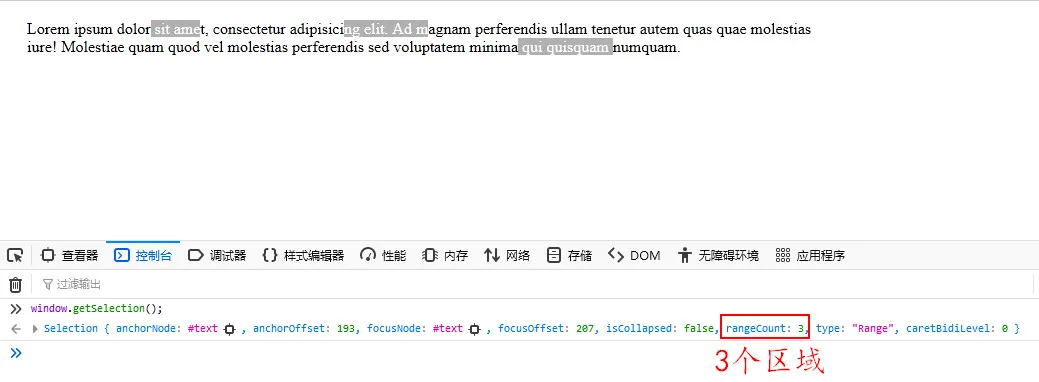 Lorem ipsum dolor sit amet, consectetur adipisicing elit. Ad magnam perferendis ullam tenetur autem quas quae molestias
iure! Molestiae quam quod vel molestias perferendis sed voluptatem minima qui quisquam numquam.
查看器 控制台 调试器 样式编辑器 性能 内存 网络 存储 DOM 无障碍环境 应用程序
过滤输出
window.getSelection();
Selection { anchorNode: #text , anchorOffset: 193, focusNode: #text , focusOffset: 207, isCollapsed: false, rangeCount: 3, type: "Range", caretBidiLevel: 0 }
3个区域